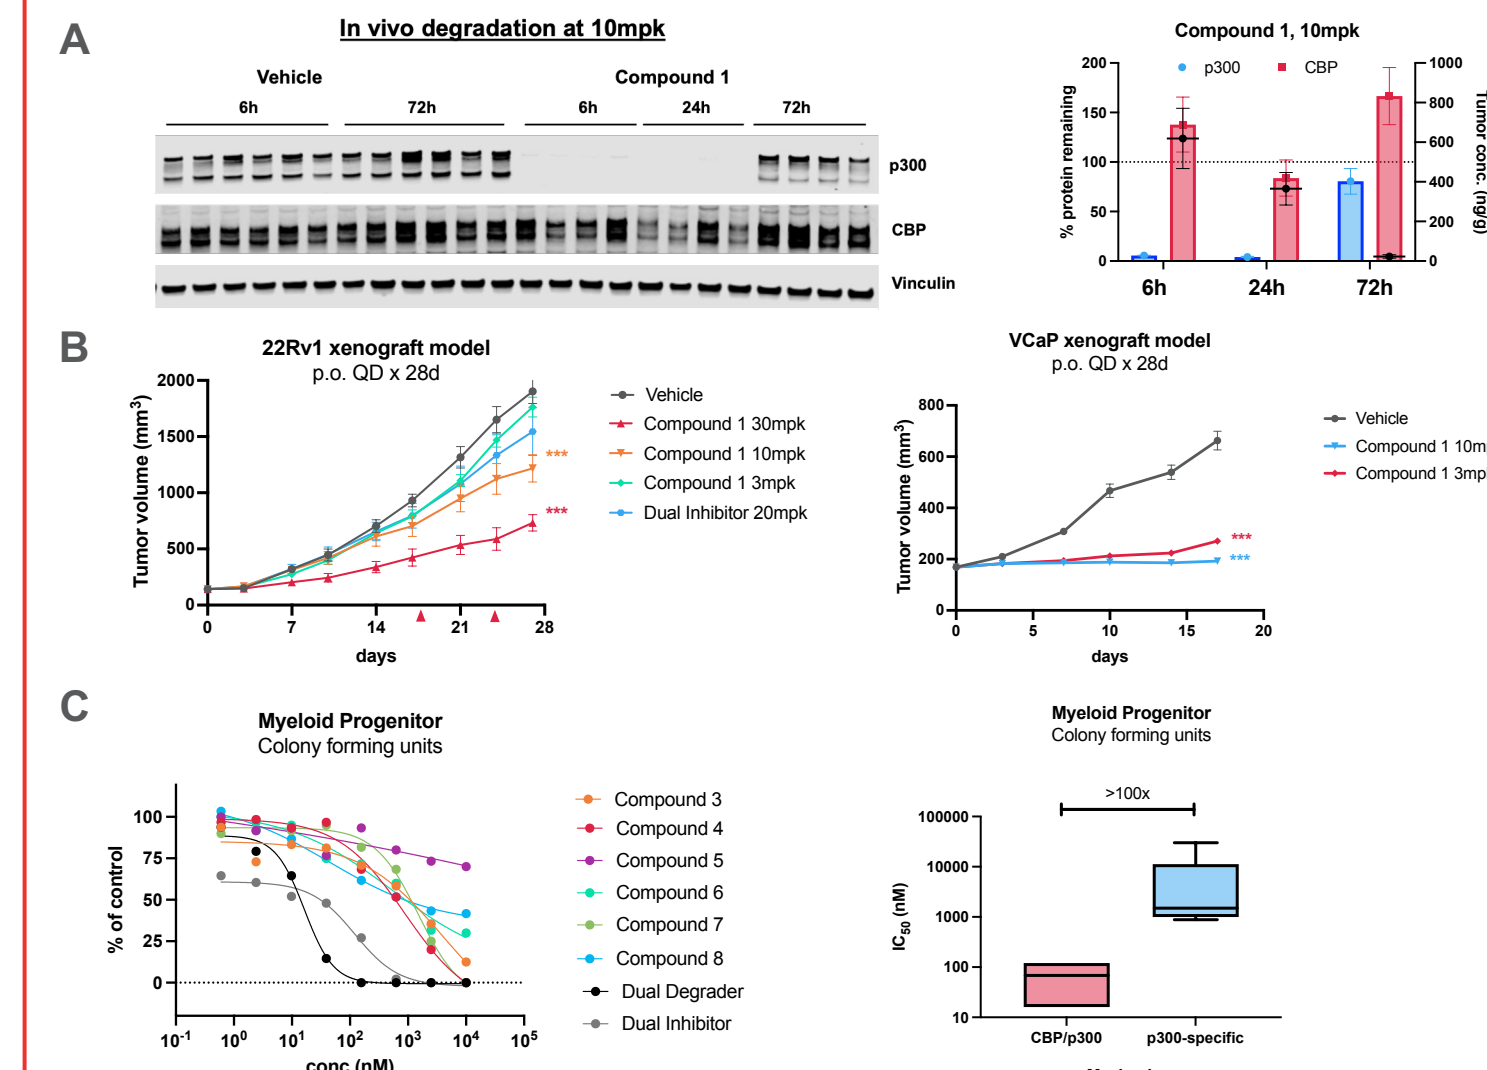 A
In vivo degradation at 10mpk
Vehicle
Compound 1
6h
72h
6h
24h
72h
p300
CBP
Vinculin
Compound 1, 10mpk
p300
CBP
200
150
100
50
0
% protein remaining
1000
800
600
400
200
0
Tumor conc. (ng/g)
6h
24h
72h
B
22Rv1 xenograft model
p.o. QD x 28d
2000
1500
1000
500
0
Tumor volume (mm³)
0
7
14
21
28
days
***
***
Vehicle
Compound 1 30mpk
Compound 1 10mpk
Compound 1 3mpk
Dual Inhibitor 20mpk
VCaP xenograft model
p.o. QD x 28d
800
600
400
200
0
Tumor volume (mm³)
0
5
10
15
20
days
***
***
Vehicle
Compound 1 10m
Compound 1 3m
C
Myeloid Progenitor
Colony forming units
100
75
50
25
0
% of control
10⁻¹
10⁰
10¹
10²
10³
10⁴
10⁵
conc (nM)
Compound 3
Compound 4
Compound 5
Compound 6
Compound 7
Compound 8
Dual Degrader
Dual Inhibitor
Myeloid Progenitor
Colony forming units
>100x
100000
10000
1000
100
10
IC₅₀ (nM)
CBP/p300
p300-specific